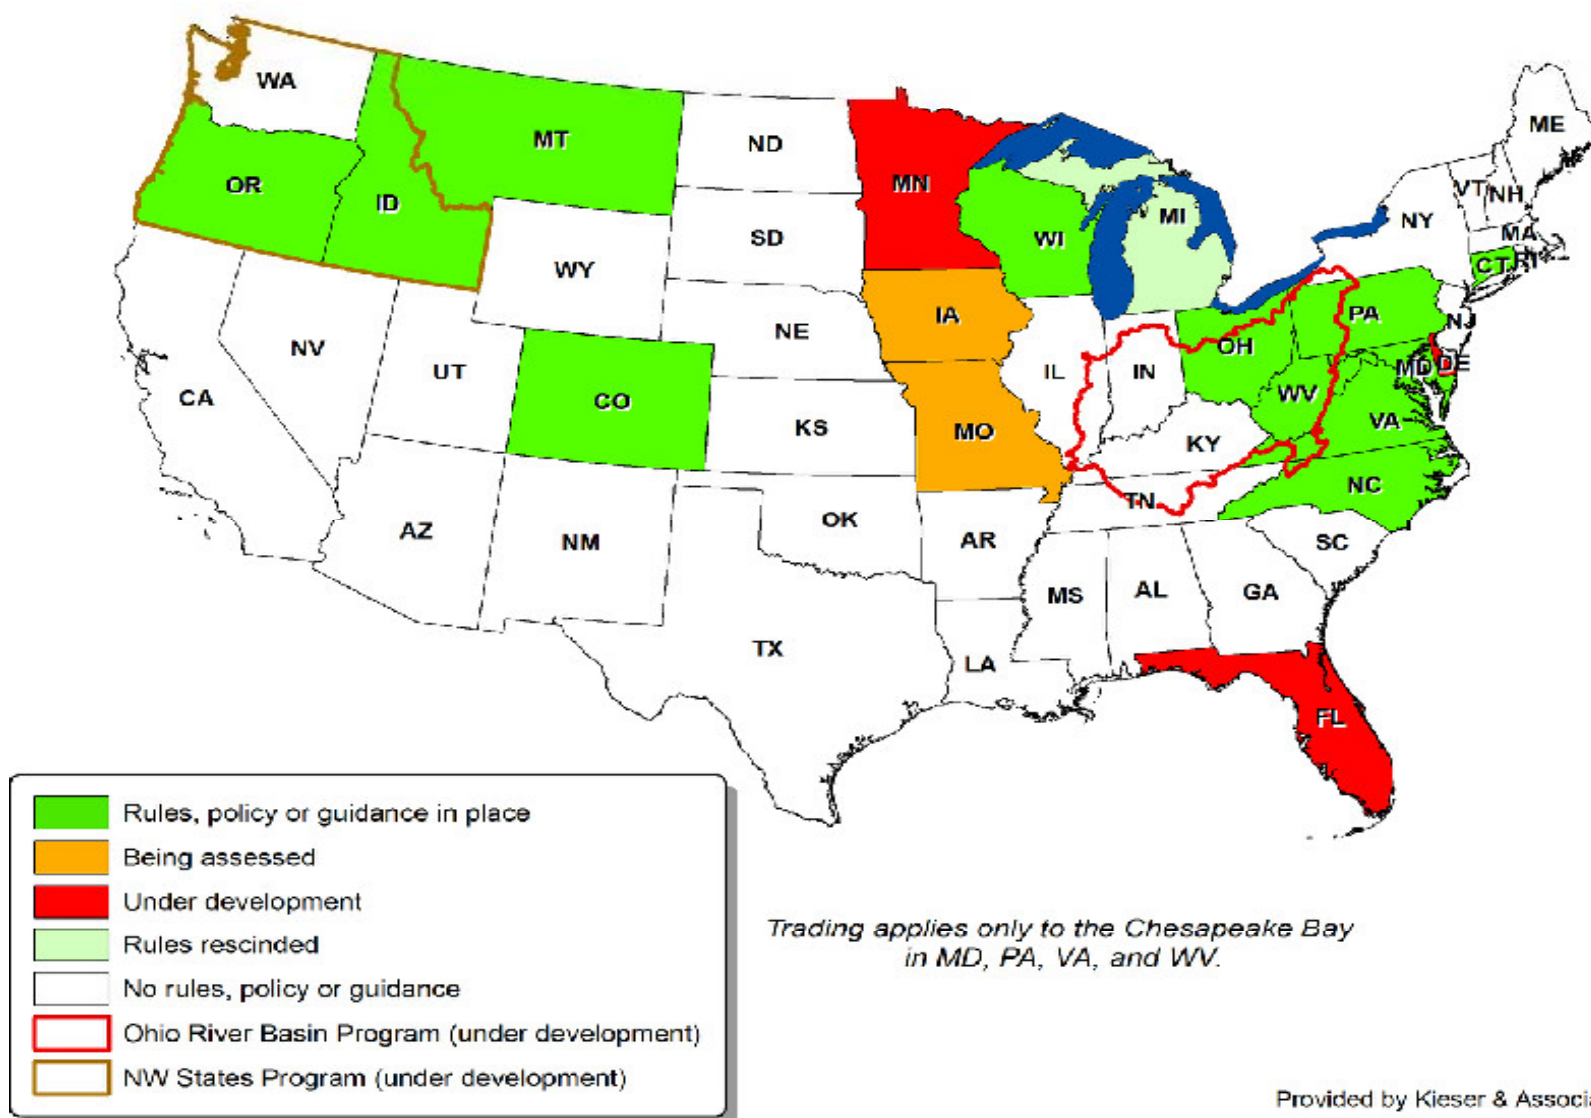 WA
MT
ND
ME
OR
ID
MN
VT
NH
MI
NY
SD
WI
MA
WY
CT
RI
IA
PA
NJ
NE
NV
OH
UT
IL
IN
MD
DE
CA
CO
WV
KS
MO
KY
VA
TN
NC
OK
AZ
NM
AR
SC
MS
AL
GA
TX
LA
FL
Rules, policy or guidance in place
Being assessed
Under development
Rules rescinded
No rules, policy or guidance
Ohio River Basin Program (under development)
NW States Program (under development)
Trading applies only to the Chesapeake Bay
in MD, PA, VA, and WV.
Provided by Kieser & Associa